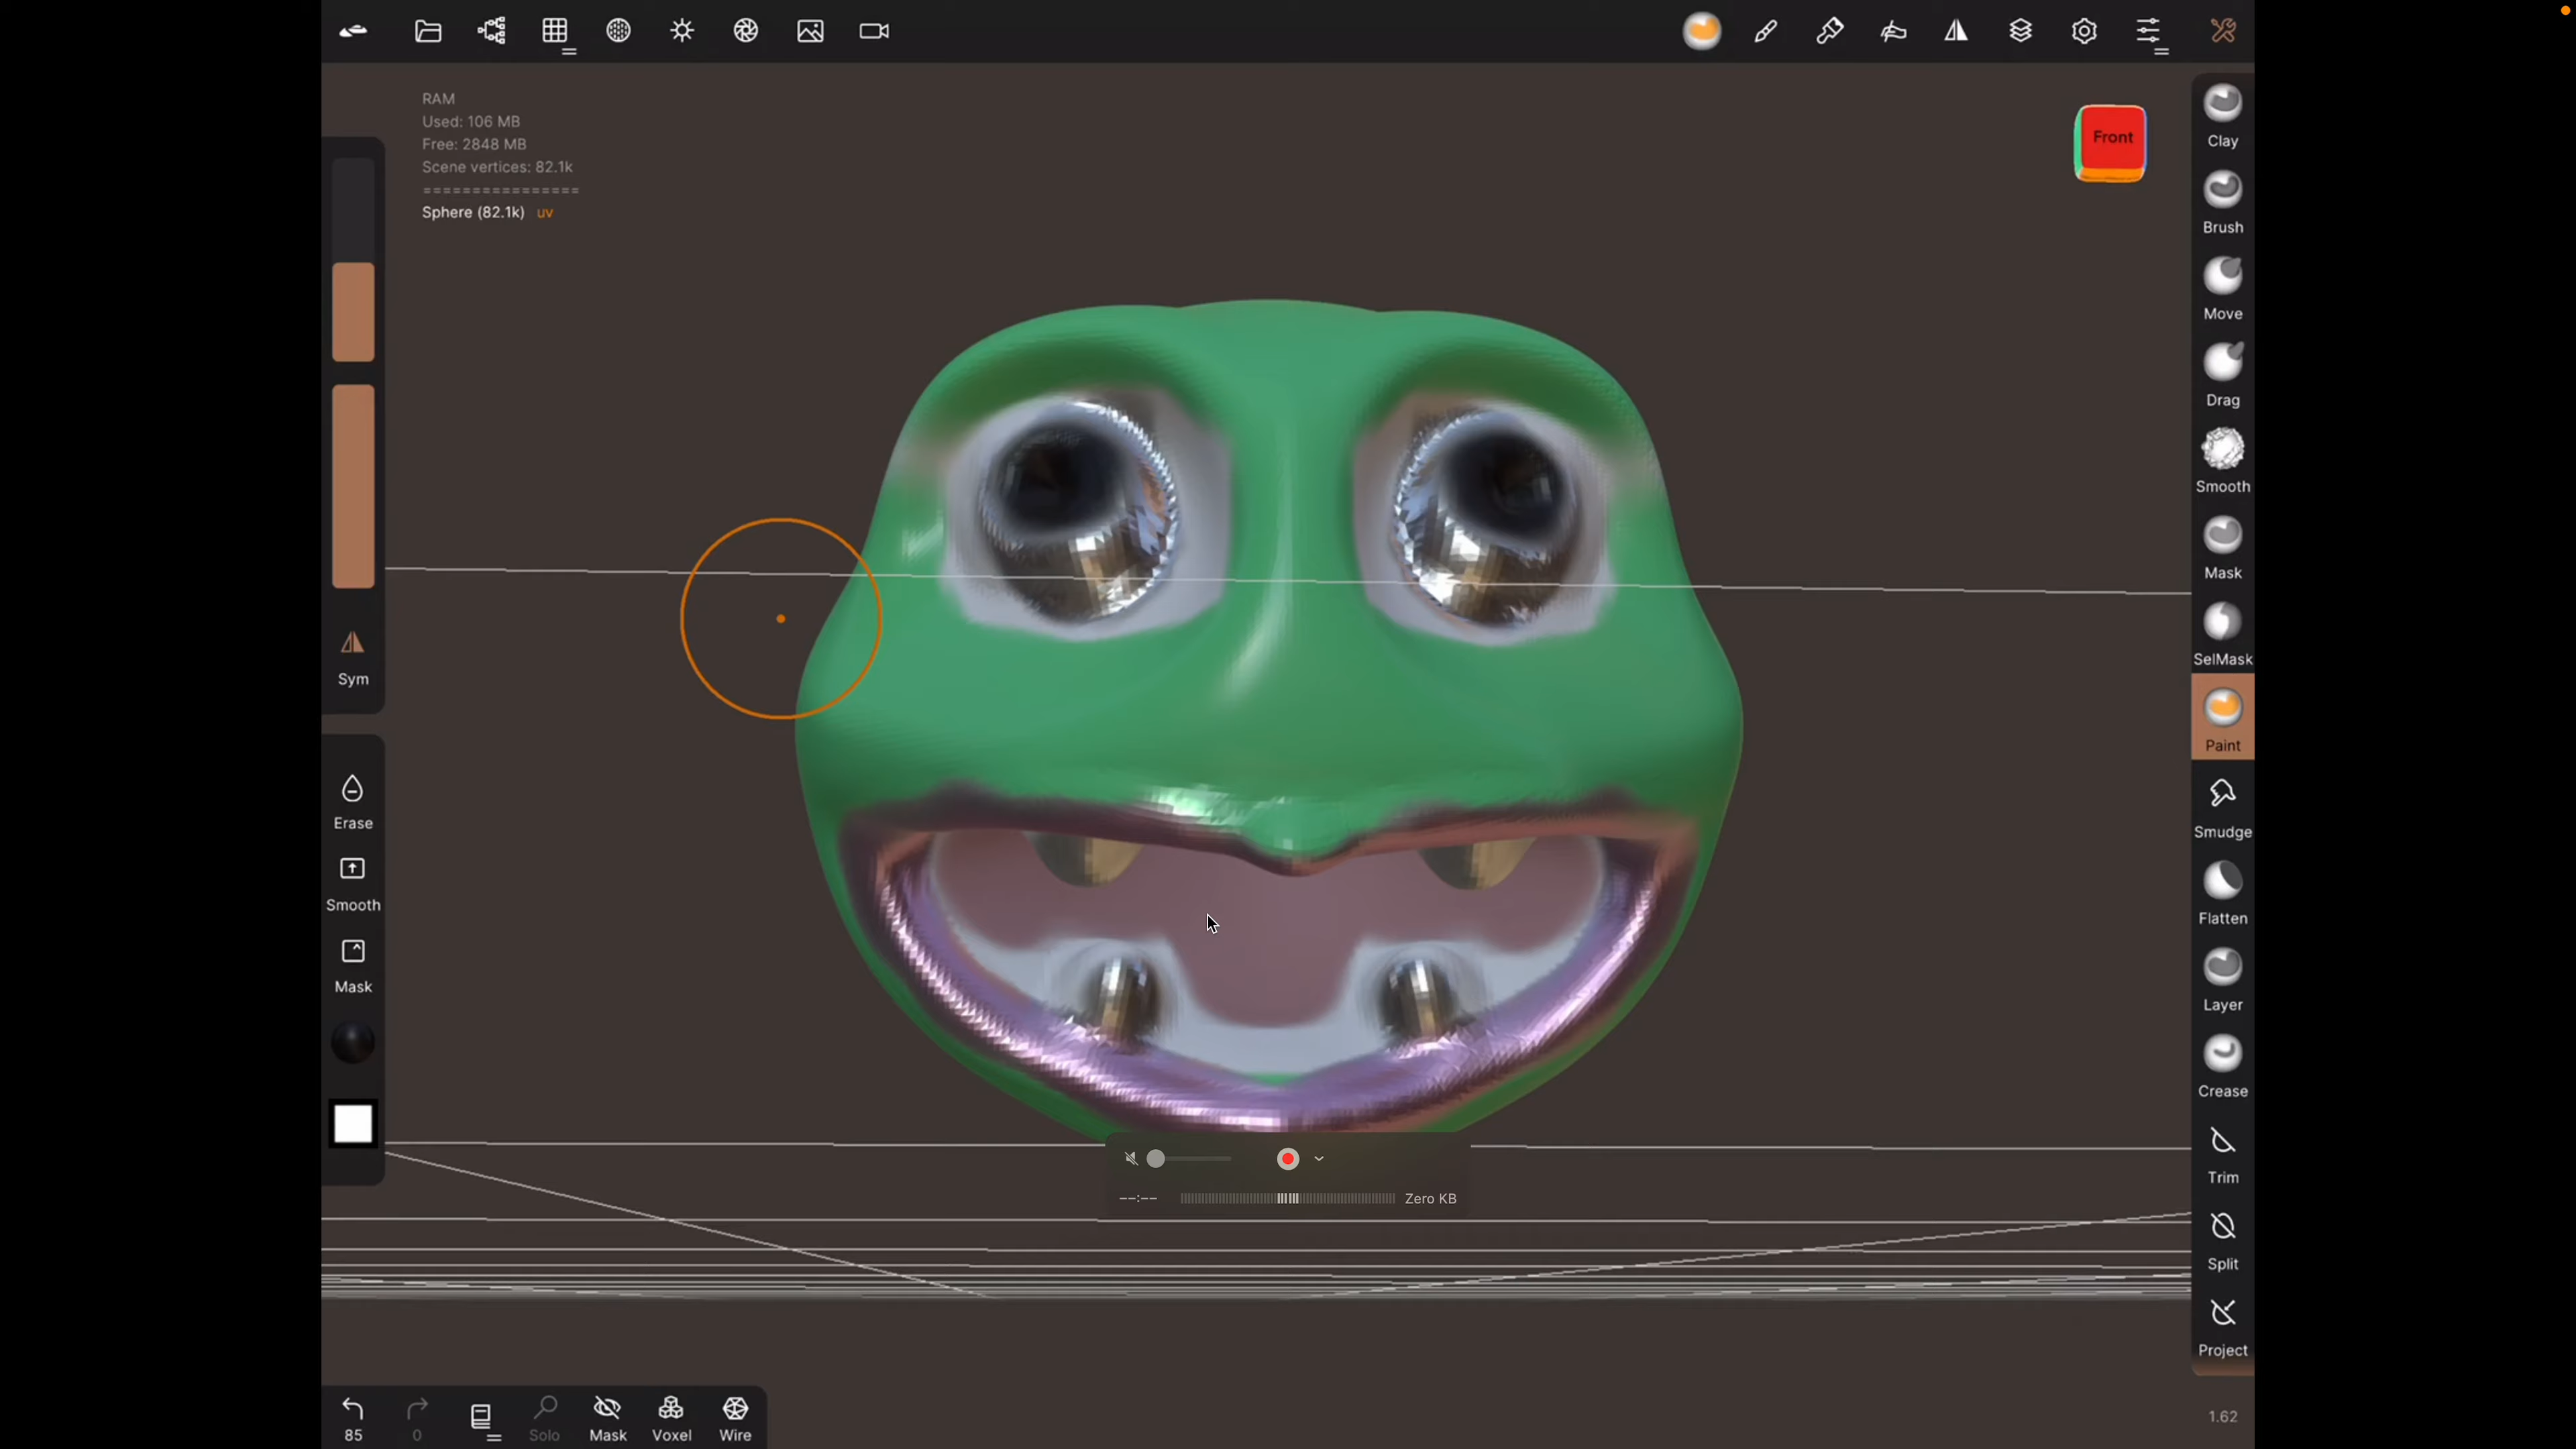 RAM
Used: 106 MB
Free: 2848 MB
Scene vertices: 82.1k
================
Sphere (82.1k) uv
Front
Sym
Erase
Smooth
Mask
Clay
Brush
Move
Drag
Smooth
Mask
SelMask
Paint
Smudge
Flatten
Layer
Crease
Trim
Split
Project
--:-- Zero KB
85
0
Solo
Mask
Voxel
Wire
1.62